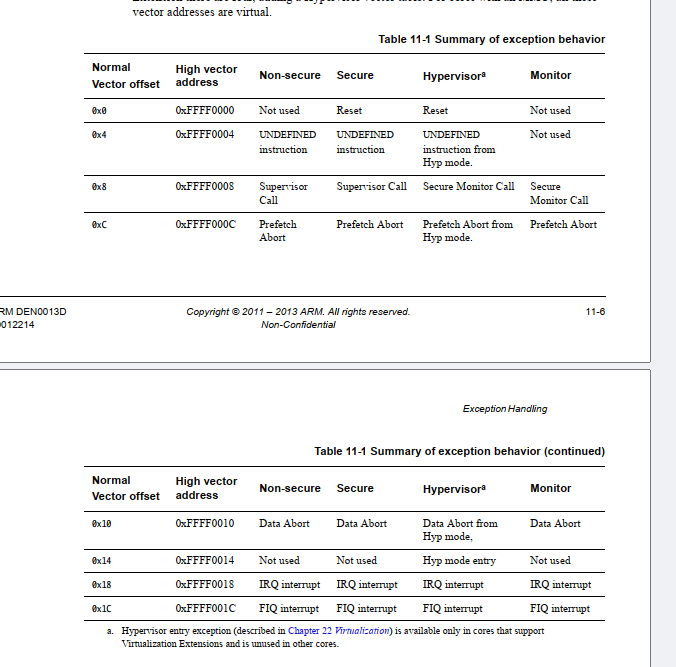 vector addresses are virtual.
Table 11-1 Summary of exception behavior
Normal Vector offset High vector address Non-secure Secure Hypervisorᵃ Monitor
0x0 0xFFFF0000 Not used Reset Reset Not used
0x4 0xFFFF0004 UNDEFINED instruction UNDEFINED instruction UNDEFINED instruction from Hyp mode. Not used
0x8 0xFFFF0008 Supervisor Call Supervisor Call Secure Monitor Call Secure Monitor Call
0xC 0xFFFF000C Prefetch Abort Prefetch Abort Prefetch Abort from Hyp mode. Prefetch Abort
RM DEN0013D Copyright © 2011 – 2013 ARM. All rights reserved. 11-6
012214 Non-Confidential
Exception Handling
Table 11-1 Summary of exception behavior (continued)
Normal Vector offset High vector address Non-secure Secure Hypervisorᵃ Monitor
0x10 0xFFFF0010 Data Abort Data Abort Data Abort from Hyp mode, Data Abort
0x14 0xFFFF0014 Not used Not used Hyp mode entry Not used
0x18 0xFFFF0018 IRQ interrupt IRQ interrupt IRQ interrupt IRQ interrupt
0x1C 0xFFFF001C FIQ interrupt FIQ interrupt FIQ interrupt FIQ interrupt
a. Hypervisor entry exception (described in Chapter 22 Virtualization) is available only in cores that support
Virtualization Extensions and is unused in other cores.